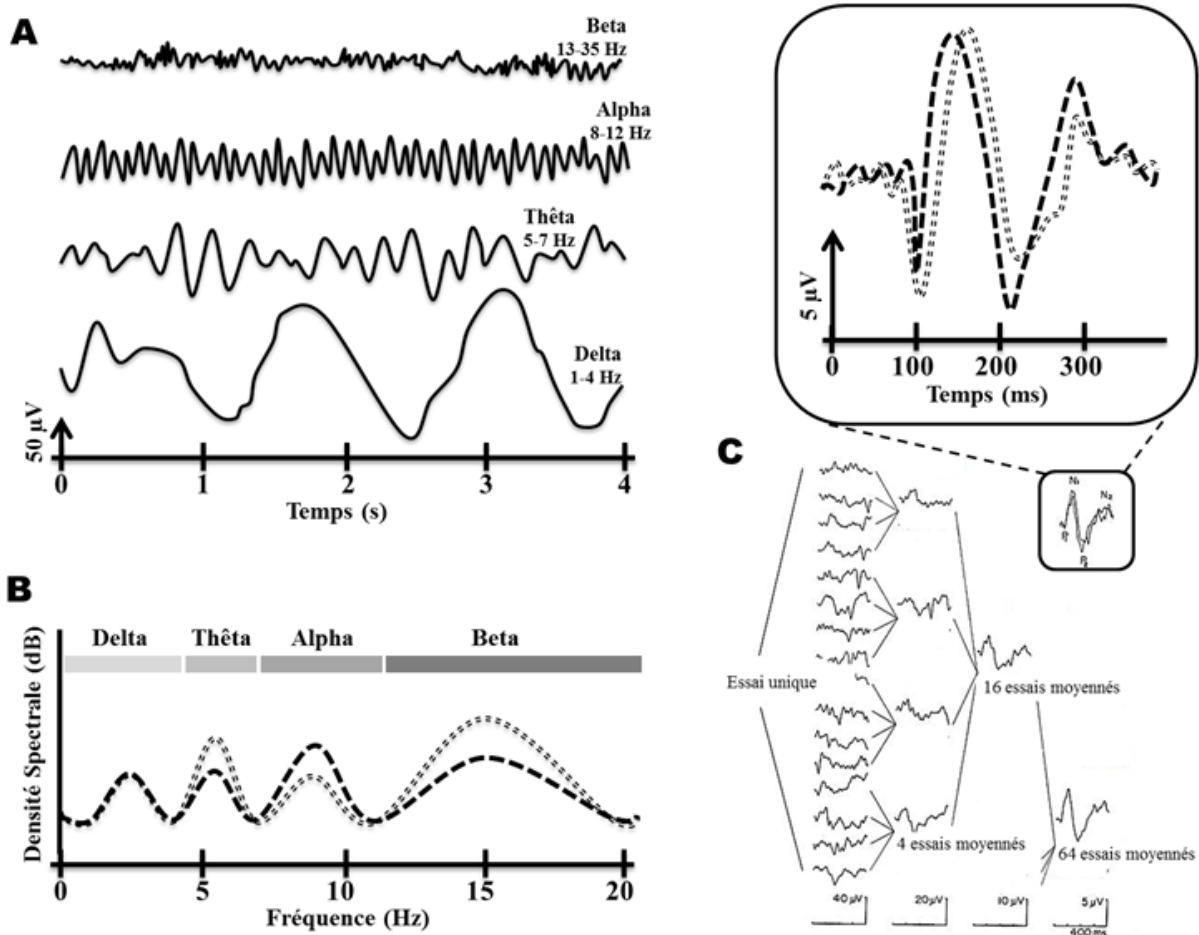 A
Beta
13-35 Hz
Alpha
8-12 Hz
Thêta
5-7 Hz
Delta
1-4 Hz
50 µV
0 1 2 3 4
Temps (s)
5 µV
0 100 200 300
Temps (ms)
B
Densité Spectrale (dB)
Delta Thêta Alpha Beta
0 5 10 15 20
Fréquence (Hz)
C
N₁ N₂
P₂
Essai unique
16 essais moyennés
4 essais moyennés
64 essais moyennés
40 µV 20 µV 10 µV 5 µV
400 ms